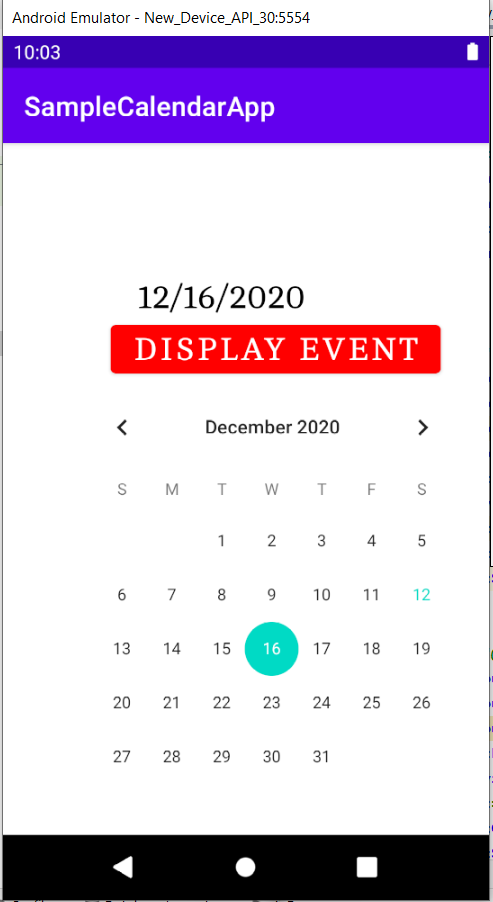 Android Emulator - New_Device_API_30:5554
10:03
SampleCalendarApp
12/16/2020
DISPLAY EVENT
December 2020
S M T W T F S
1 2 3 4 5
6 7 8 9 10 11 12
13 14 15 16 17 18 19
20 21 22 23 24 25 26
27 28 29 30 31